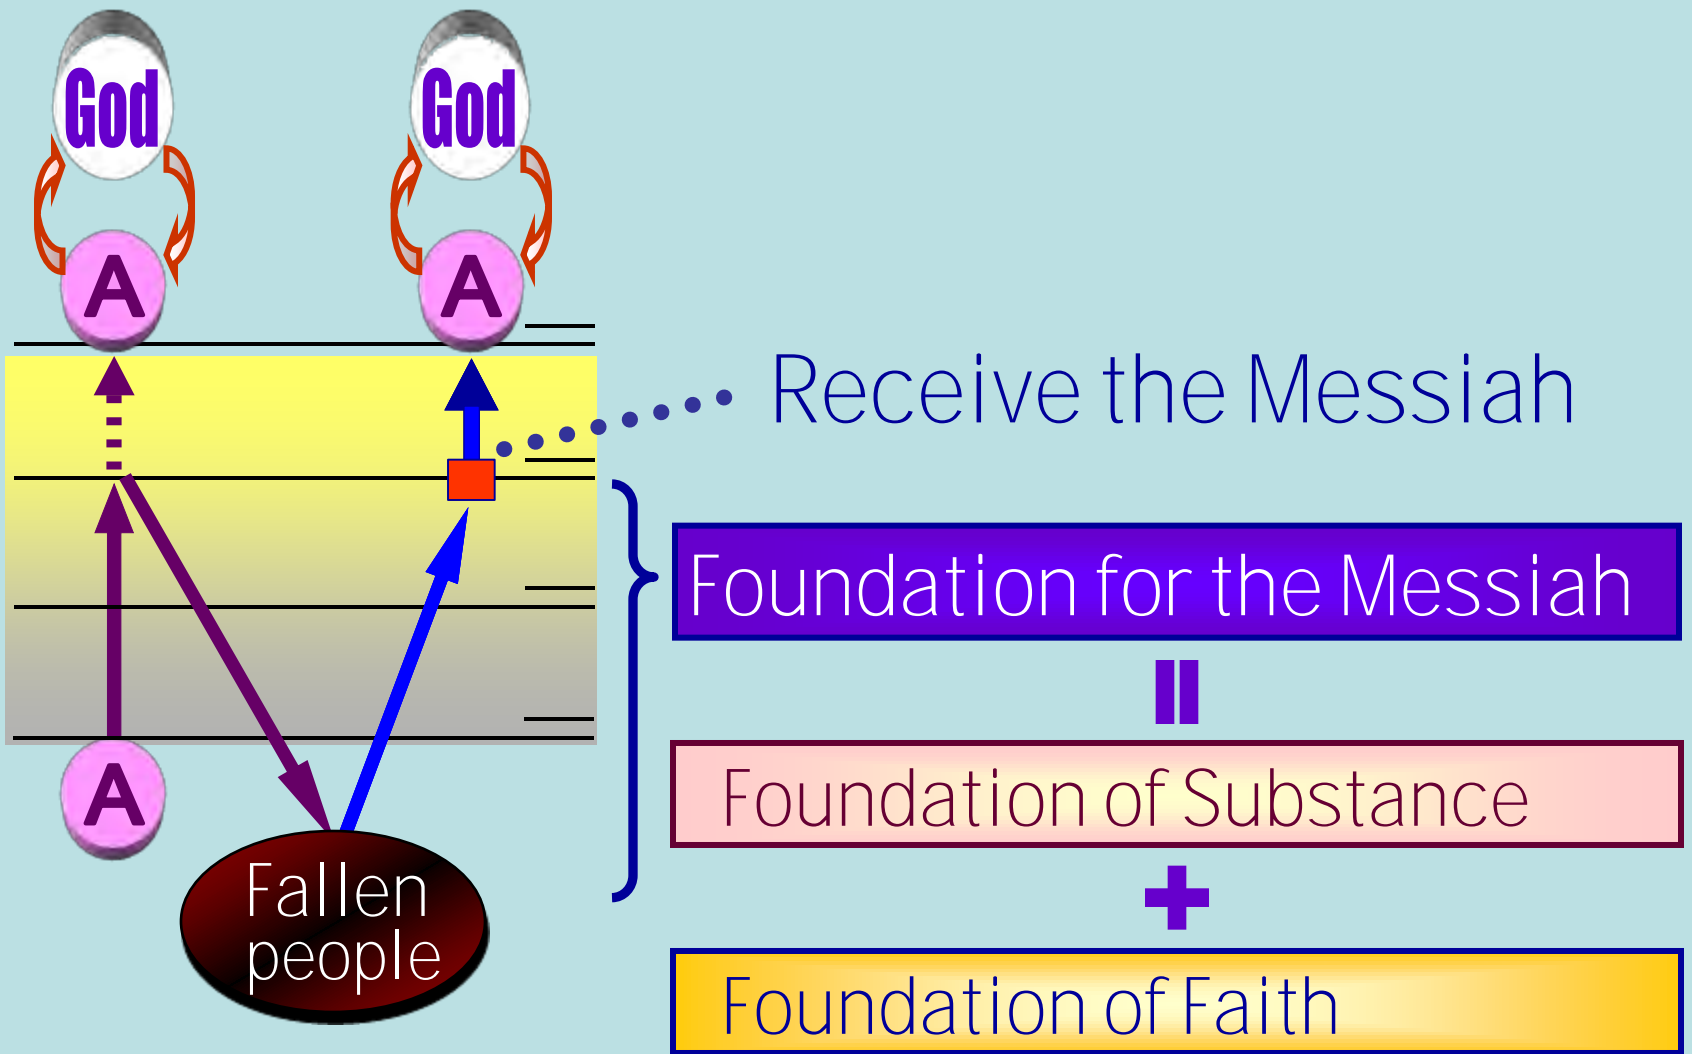 God
God
A
A
Receive the Messiah
Foundation for the Messiah
Foundation of Substance
A
Fallen
people
Foundation of Faith